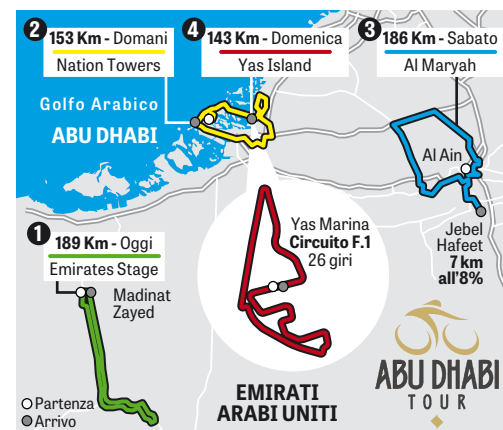 2
153 Km - Domani
Nation Towers
4
143 Km - Domenica
Yas Island
3
186 Km - Sabato
Al Maryah
Golfo Arabico
ABU DHABI
Al Ain
Jebel
Hafeet
7 km
all'8%
1
189 Km - Oggi
Emirates Stage
Madinat
Zayed
Yas Marina
Circuito F.1
26 giri
EMIRATI
ARABI UNITI
ABU DHABI
TOUR
Partenza
Arrivo